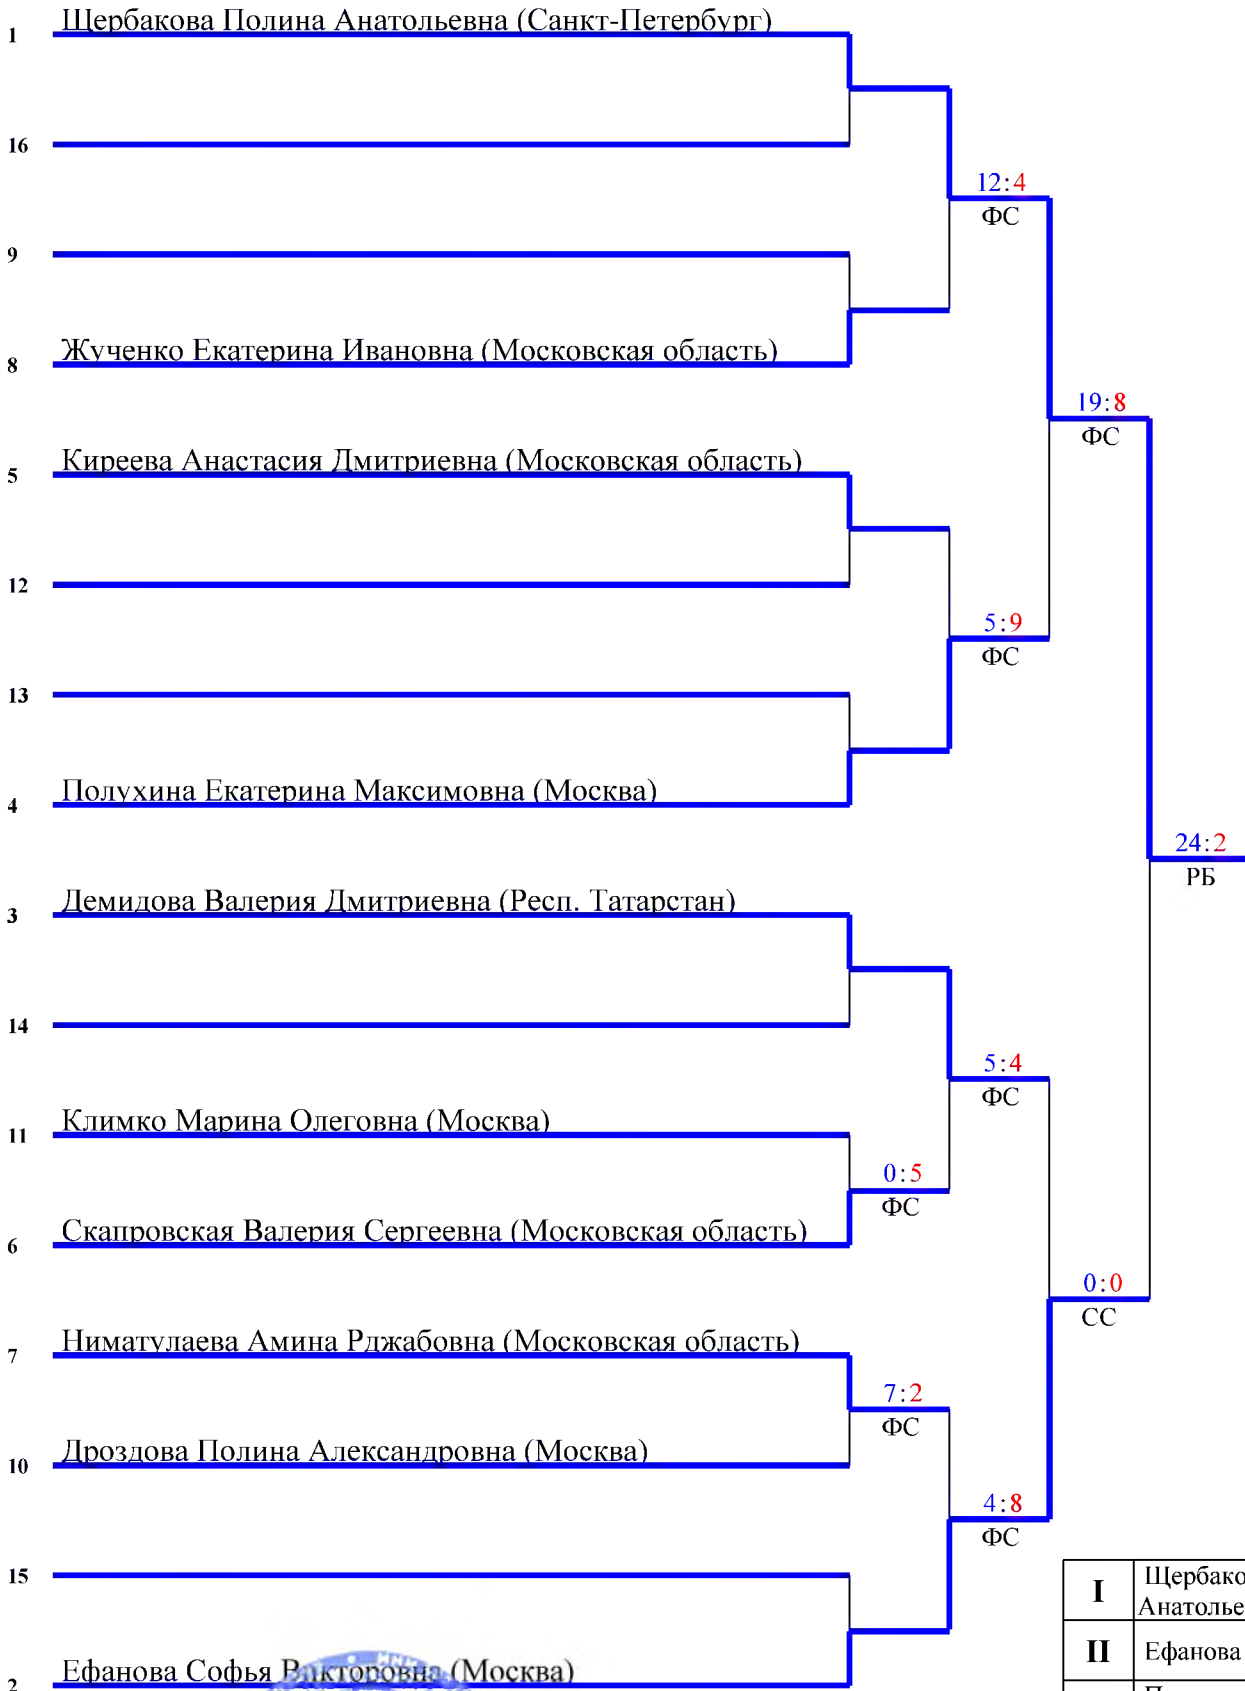 Щербакова Полина Анатольевна (Санкт-Петербург)
1
16
12:4
ФС
9
Жученко Екатерина Ивановна (Московская область)
8
19:8
ФС
Киреева Анастасия Дмитриевна (Московская область)
5
12
5:9
ФС
13
Полухина Екатерина Максимовна (Москва)
4
24:2
РБ
Демидова Валерия Дмитриевна (Респ. Татарстан)
3
14
5:4
ФС
Климко Марина Олеговна (Москва)
11
0:5
ФС
Скапровская Валерия Сергеевна (Московская область)
6
0:0
СС
Ниматулаева Амина Рджабовна (Московская область)
7
7:2
ФС
Дроздова Полина Александровна (Москва)
10
4:8
ФС
15
I Щербако
Анатолье
II Ефанова
Ефанова Софья Викторовна (Москва)
2